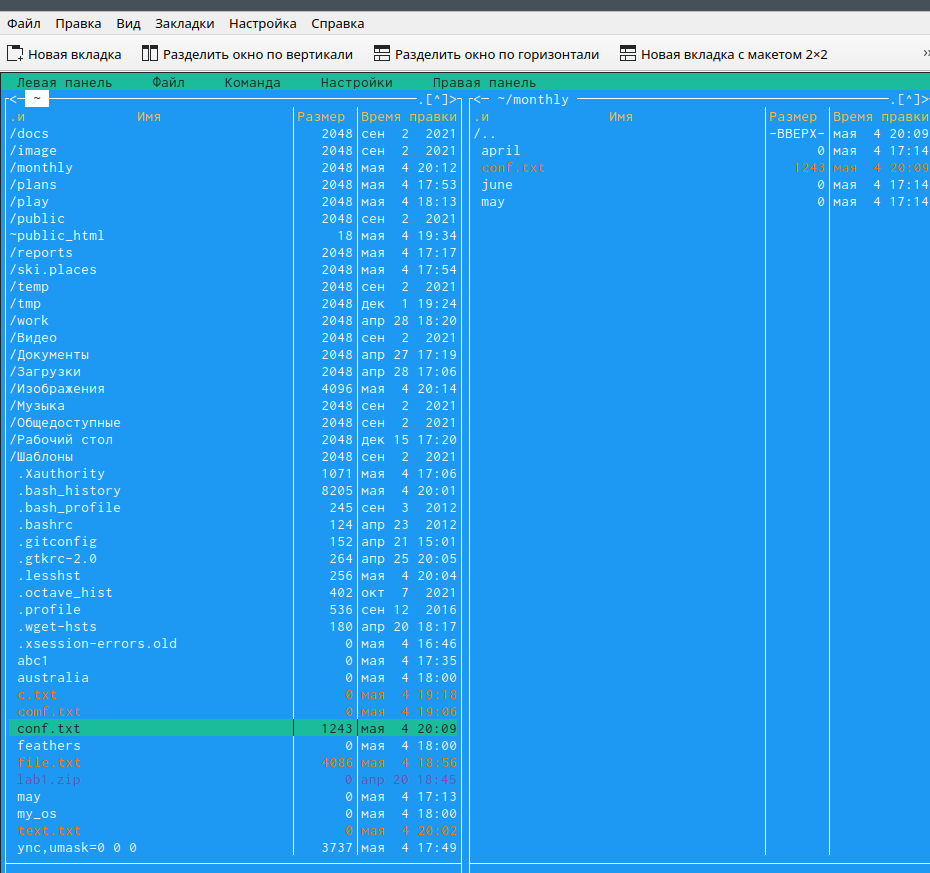 Файл Правка Вид Закладки Настройка Справка
Новая вкладка Разделить окно по вертикали Разделить окно по горизонтали Новая вкладка с макетом 2×2 »
Левая панель Файл Команда Настройки Правая панель
<— ~ .[^]>
.и Имя Размер Время правки
/docs 2048 сен 2 2021
/image 2048 сен 2 2021
/monthly 2048 мая 4 20:12
/plans 2048 мая 4 17:53
/play 2048 мая 4 18:13
/public 2048 сен 2 2021
~public_html 18 мая 4 19:34
/reports 2048 мая 4 17:17
/ski.places 2048 мая 4 17:54
/temp 2048 сен 2 2021
/tmp 2048 дек 1 19:24
/work 2048 апр 28 18:20
/Видео 2048 сен 2 2021
/Документы 2048 апр 27 17:19
/Загрузки 2048 апр 28 17:06
/Изображения 4096 мая 4 20:14
/Музыка 2048 сен 2 2021
/Общедоступные 2048 сен 2 2021
/Рабочий стол 2048 дек 15 17:20
/Шаблоны 2048 сен 2 2021
.Xauthority 1071 мая 4 17:06
.bash_history 8205 мая 4 20:01
.bash_profile 245 сен 3 2012
.bashrc 124 апр 23 2012
.gitconfig 152 апр 21 15:01
.gtkrc-2.0 264 апр 25 20:05
.lesshst 256 мая 4 20:04
.octave_hist 402 окт 7 2021
.profile 536 сен 12 2016
.wget-hsts 180 апр 20 18:17
.xsession-errors.old 0 мая 4 16:46
abc1 0 мая 4 17:35
australia 0 мая 4 18:00
c.txt 0 мая 4 19:18
comf.txt 0 мая 4 19:06
conf.txt 1243 мая 4 20:09
feathers 0 мая 4 18:00
file.txt 4086 мая 4 18:56
lab1.zip 0 апр 20 18:45
may 0 мая 4 17:13
my_os 0 мая 4 18:00
text.txt 0 мая 4 20:02
ync,umask=0 0 0 3737 мая 4 17:49
<— ~/monthly .[^]>
.и Имя Размер Время правки
/.. -ВВЕРХ- мая 4 20:09
april 0 мая 4 17:14
conf.txt 1243 мая 4 20:09
june 0 мая 4 17:14
may 0 мая 4 17:14